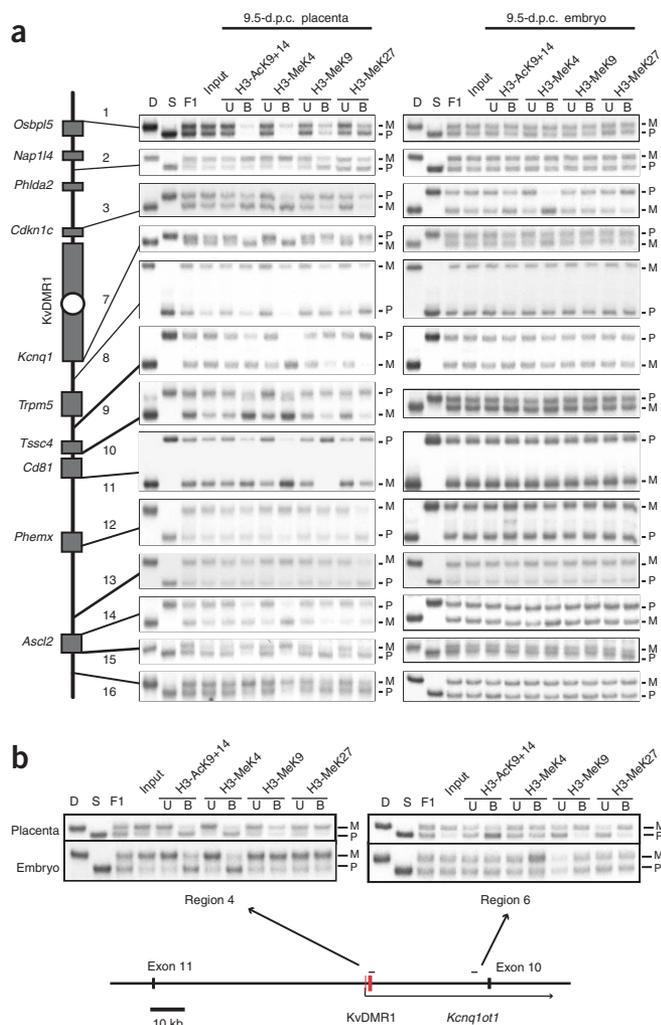 a
9.5-d.p.c. placenta
9.5-d.p.c. embryo
Input H3-AcK9+14 H3-MeK4 H3-MeK9 H3-MeK27
Input H3-AcK9+14 H3-MeK4 H3-MeK9 H3-MeK27
D S F1 U B U B U B U B
D S F1 U B U B U B U B
Osbpl5 1 M M
P P
Nap1l4 2 M M
P P
Phlda2
3 P P
Cdkn1c M M
P P
M M
KvDMR1 7 M M
P P
Kcnq1 8 P P
M M
Trpm5 9 P P
M M
Tssc4 10 P P
Cd81
11 M M
Phemx 12 M M
P P
13 M M
P P
14 P P
M M
Ascl2 15 M M
P P
16 M M
P P
b
Input H3-AcK9+14 H3-MeK4 H3-MeK9 H3-MeK27
Input H3-AcK9+14 H3-MeK4 H3-MeK9 H3-MeK27
D S F1 U B U B U B U B
D S F1 U B U B U B U B
Placenta M M
P P
Embryo M M
P P
Region 4 Region 6
Exon 11 Exon 10
10 kb KvDMR1 Kcnq1ot1